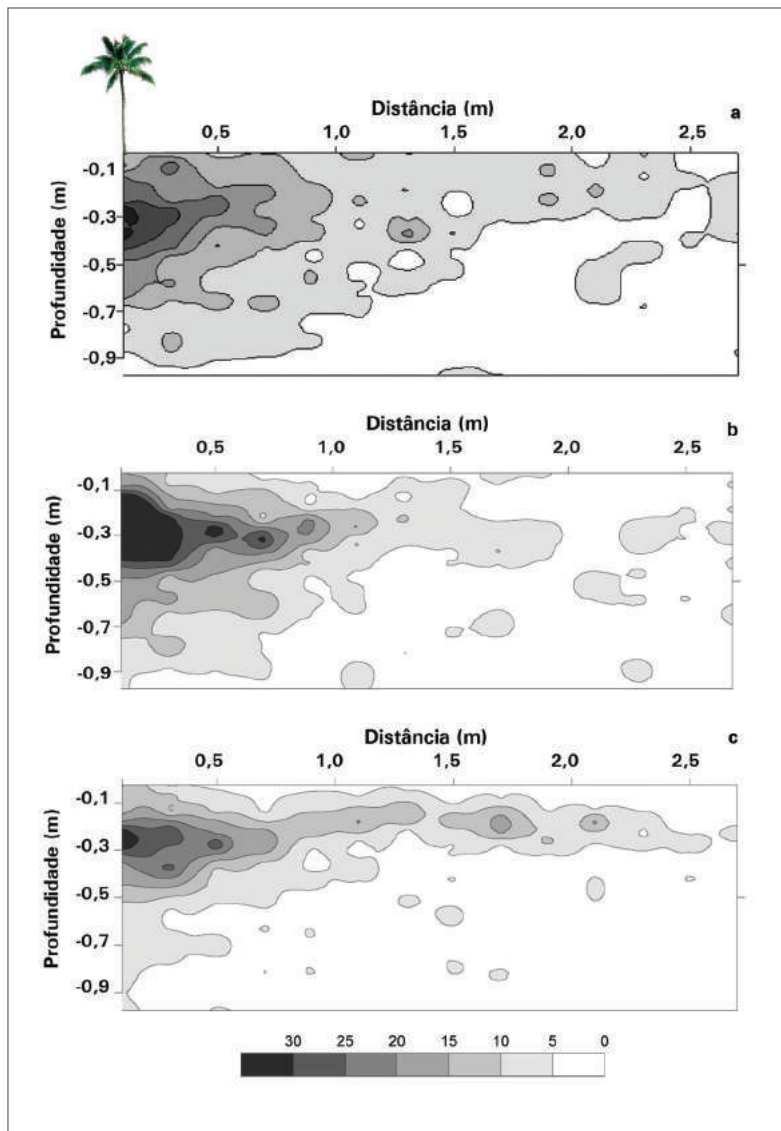 Distância (m)
a
0,5 1,0 1,5 2,0 2,5
Profundidade (m)
-0,1
-0,3
-0,5
-0,7
-0,9
Distância (m)
b
0,5 1,0 1,5 2,0 2,5
Profundidade (m)
-0,1
-0,3
-0,5
-0,7
-0,9
Distância (m)
c
0,5 1,0 1,5 2,0 2,5
Profundidade (m)
-0,1
-0,3
-0,5
-0,7
-0,9
30 25 20 15 10 5 0